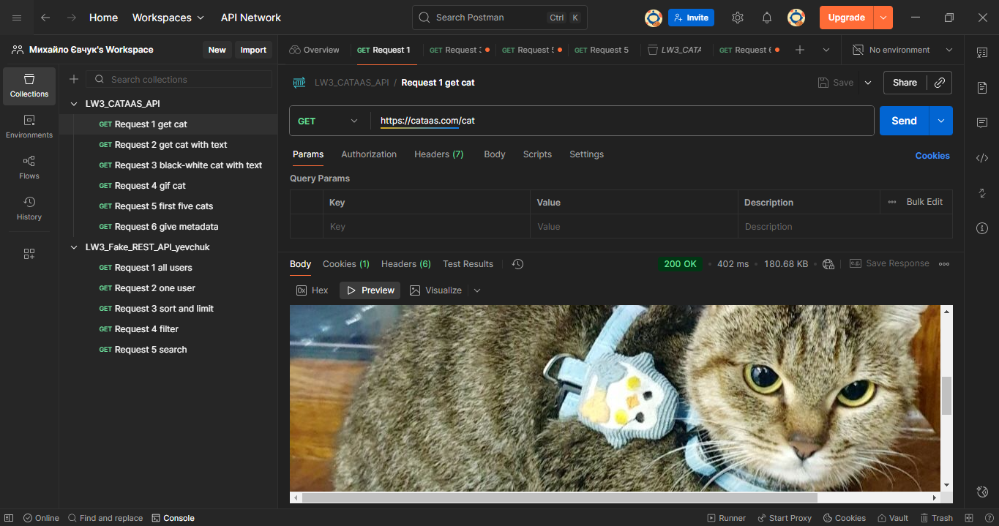 Home Workspaces API Network Search Postman Ctrl K Invite Upgrade
Михайло Євчук's Workspace New Import
Overview GET Request 1 GET Request GET Request GET Request 5 LW3_CATA GET Request No environment
Collections
Environments
Flows
History
Search collections
LW3_CATAAS_API
GET Request 1 get cat
GET Request 2 get cat with text
GET Request 3 black-white cat with text
GET Request 4 gif cat
GET Request 5 first five cats
GET Request 6 give metadata
LW3_Fake_REST_API_yevchuk
GET Request 1 all users
GET Request 2 one user
GET Request 3 sort and limit
GET Request 4 filter
GET Request 5 search
HTTP LW3_CATAAS_API / Request 1 get cat Save Share
GET https://cataas.com/cat Send
Params Authorization Headers (7) Body Scripts Settings Cookies
Query Params
Key Value Description Bulk Edit
Key Value Description
Body Cookies (1) Headers (6) Test Results 200 OK 402 ms 180.68 KB e.g. Save Response
0x Hex Preview Visualize
Online Find and replace Console Runner Start Proxy Cookies Vault Trash